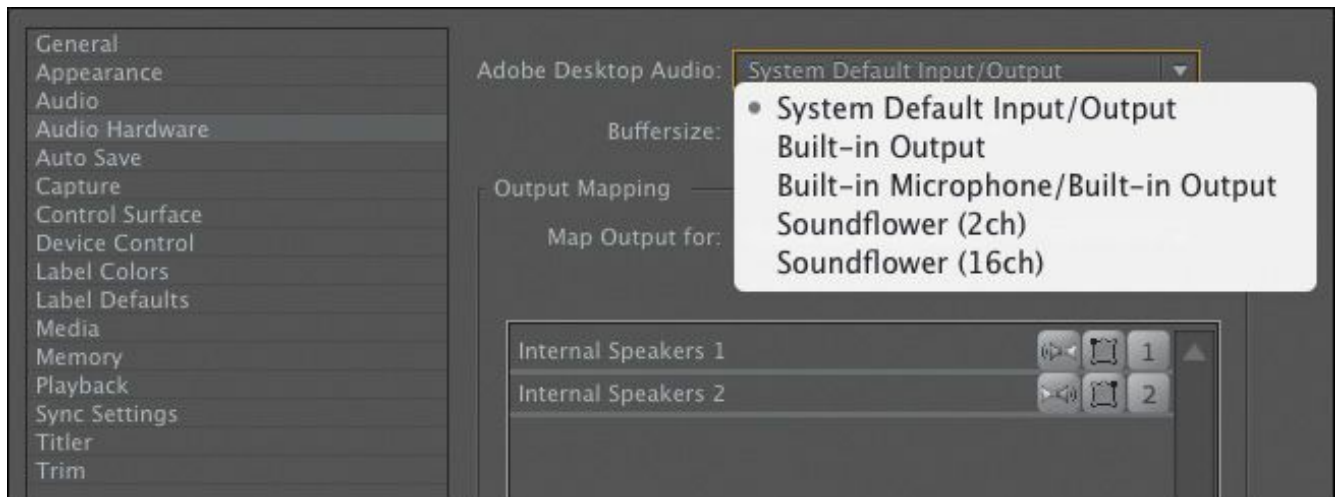 General
Appearance
Audio
Audio Hardware
Auto Save
Capture
Control Surface
Device Control
Label Colors
Label Defaults
Media
Memory
Playback
Sync Settings
Titler
Trim
Adobe Desktop Audio: System Default Input/Output
System Default Input/Output
Built-in Output
Built-in Microphone/Built-in Output
Soundflower (2ch)
Soundflower (16ch)
Buffersize:
Output Mapping
Map Output for:
Internal Speakers 1 1
Internal Speakers 2 2